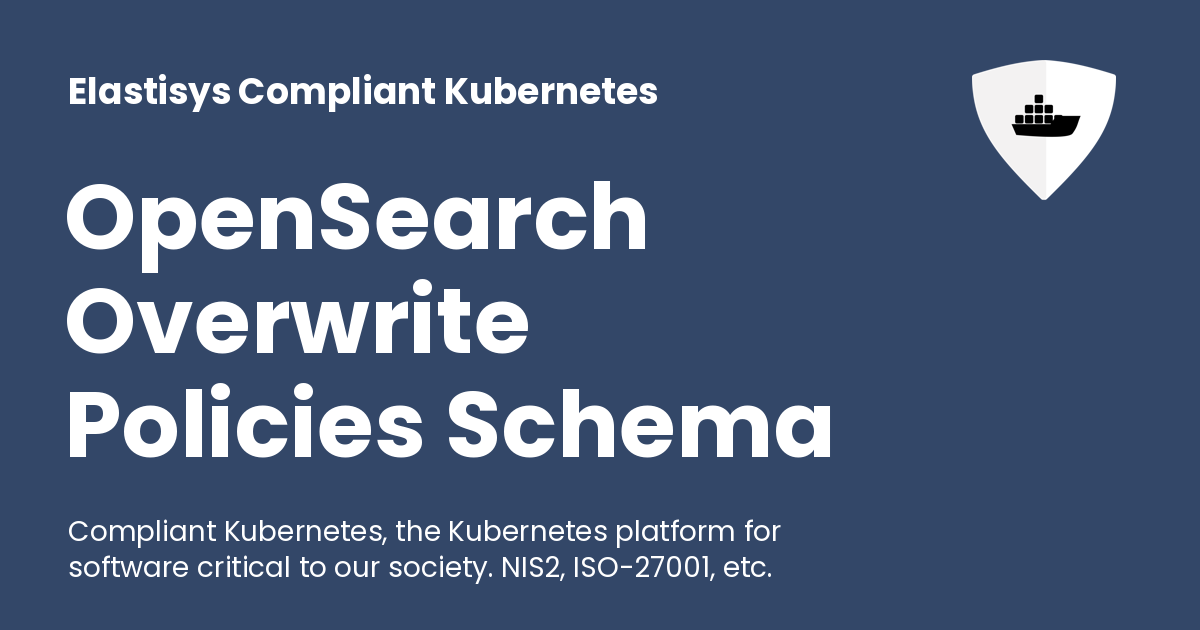 Elastisys Compliant Kubernetes
OpenSearch
Overwrite
Policies Schema
Compliant Kubernetes, the Kubernetes platform for
software critical to our society. NIS2, ISO-27001, etc.